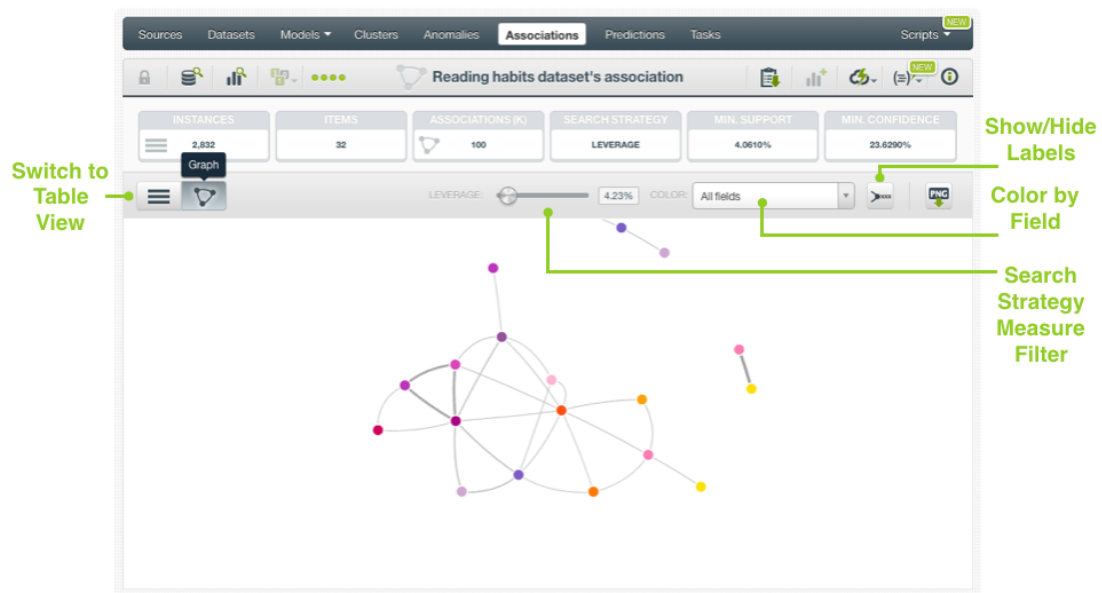 NEW
Sources Datasets Models Clusters Anomalies Associations Predictions Tasks Scripts
Reading habits dataset's association
NEW
INSTANCES ITEMS ASSOCIATIONS (K) SEARCH STRATEGY MIN. SUPPORT MIN. CONFIDENCE
2,832 32 100 LEVERAGE 4.0610% 23.6290%
Show/Hide
Labels
Graph
Switch to
Table
View
LEVERAGE: 4.23% COLOR: All fields PNG
Color by
Field
Search
Strategy
Measure
Filter